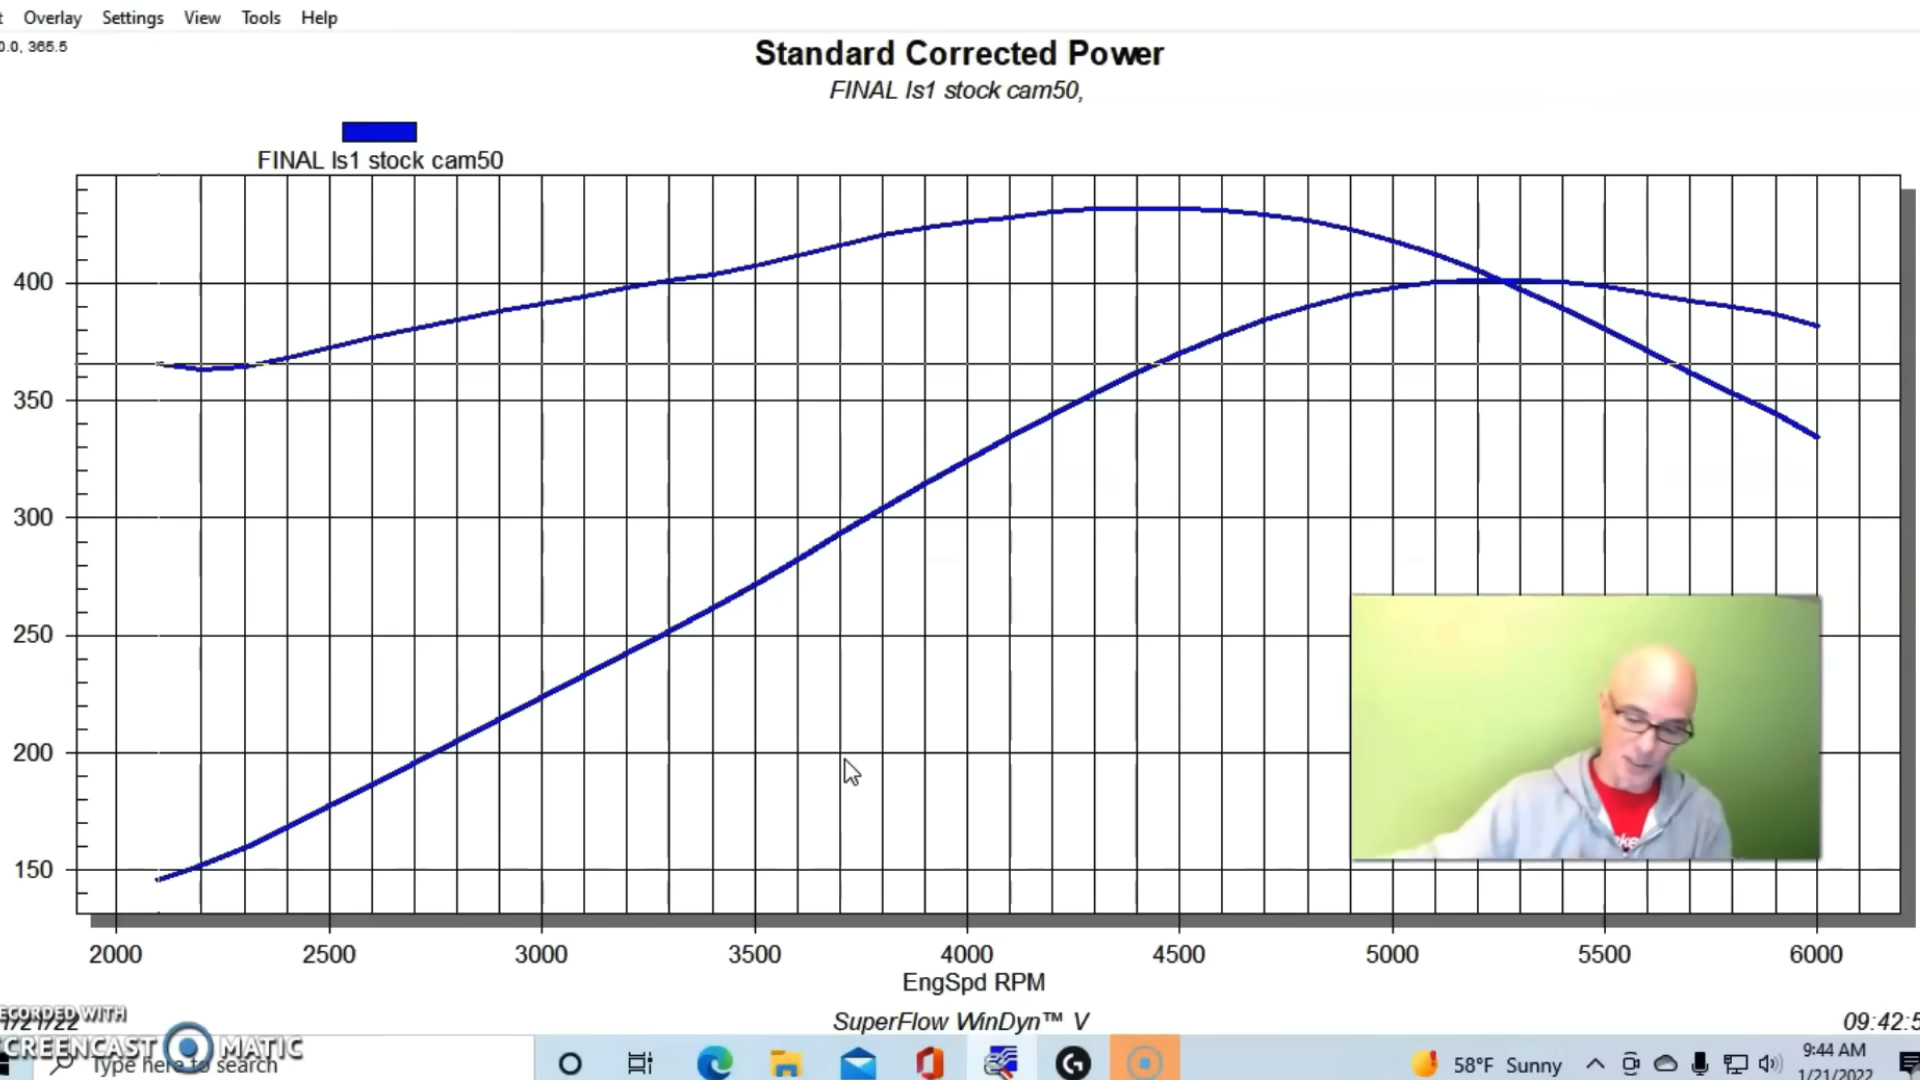 Overlay Settings View Tools Help
0.0, 365.5
Standard Corrected Power
FINAL ls1 stock cam50,
FINAL ls1 stock cam50
400
350
300
250
200
150
2000 2500 3000 3500 4000 4500 5000 5500 6000
EngSpd RPM
SuperFlow WinDyn™ V
09:42:5
RECORDED WITH
SCREENCAST MATIC
Type here to search
58°F Sunny
9:44 AM
1/21/2022